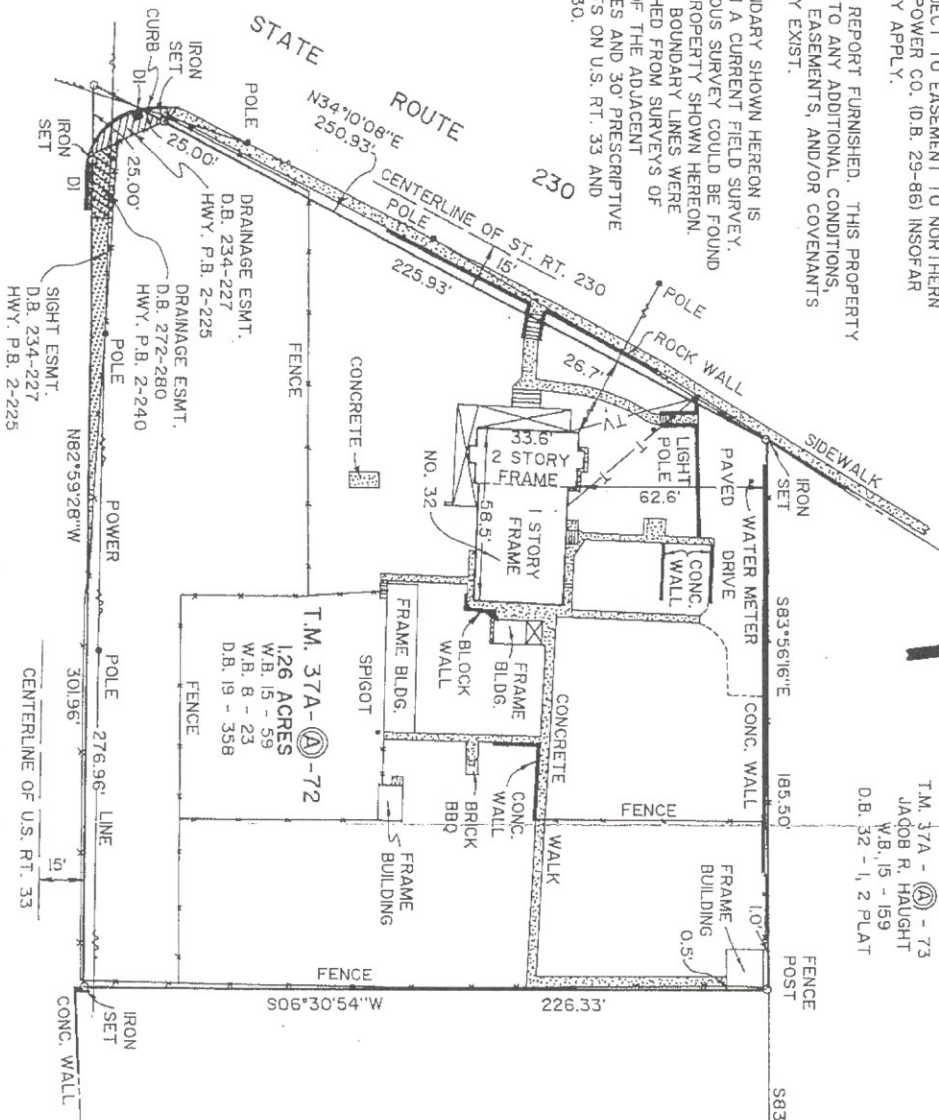 JECT TO EASEMENT TO NORTHERN
POWER CO. (D.B. 29-86) INSOFAR
Y APPLY.
REPORT FURNISHED. THIS PROPERTY
TO ANY ADDITIONAL CONDITIONS,
EASEMENTS, AND/OR COVENANTS
Y EXIST.
NDARY SHOWN HEREON IS
A CURRENT FIELD SURVEY.
OUS SURVEY COULD BE FOUND
ROPERTY SHOWN HEREON.
BOUNDARY LINES WERE
HED FROM SURVEYS OF
OF THE ADJACENT
ES AND 30' PRESCRIPTIVE
TS ON U.S. RT. 33 AND
30.
T.M. 37A - (A) - 73
JACOB R. HAUGHT
W.B. 15 - 159
D.B. 32 - 1, 2 PLAT
STATE ROUTE 230
N34°10'08"E
250.93'
CENTERLINE OF ST. RT. 230
15'
225.93'
POLE
POLE
POLE
ROCK WALL
SIDEWALK
IRON
SET
CURB
DI
25.00'
25.00'
IRON
SET
DI
DRAINAGE ESMT.
D.B. 234-227
HWY. P.B. 2-225
DRAINAGE ESMT.
D.B. 272-280
HWY. P.B. 2-240
SIGHT ESMT.
D.B. 234-227
HWY. P.B. 2-225
FENCE
CONCRETE
26.7'
TV
T
T
LIGHT
POLE
PAVED DRIVE
WATER METER
IRON
SET
62.6'
33.6'
2 STORY
FRAME
1 STORY
FRAME
58.5'
NO. 32
CONC.
WALL
S83°56'16"E
185.50'
CONC. WALL
BLOCK
WALL
FRAME
BLDG.
FRAME BLDG.
SPIGOT
CONCRETE WALK
CONC.
WALL
BRICK
BBQ
FRAME
BUILDING
FENCE
FRAME
BUILDING
1.0'
0.5'
FENCE
POST
S83
T.M. 37A- (A) -72
1.26 ACRES
W.B. 15 - 59
W.B. 8 - 23
D.B. 19 - 358
FENCE
FENCE
S06°30'54"W
226.33'
IRON
SET
CONC. WALL
N82°59'28"W
301.96'
POLE
POWER LINE
POLE
276.96'
CENTERLINE OF U.S. RT. 33
15'